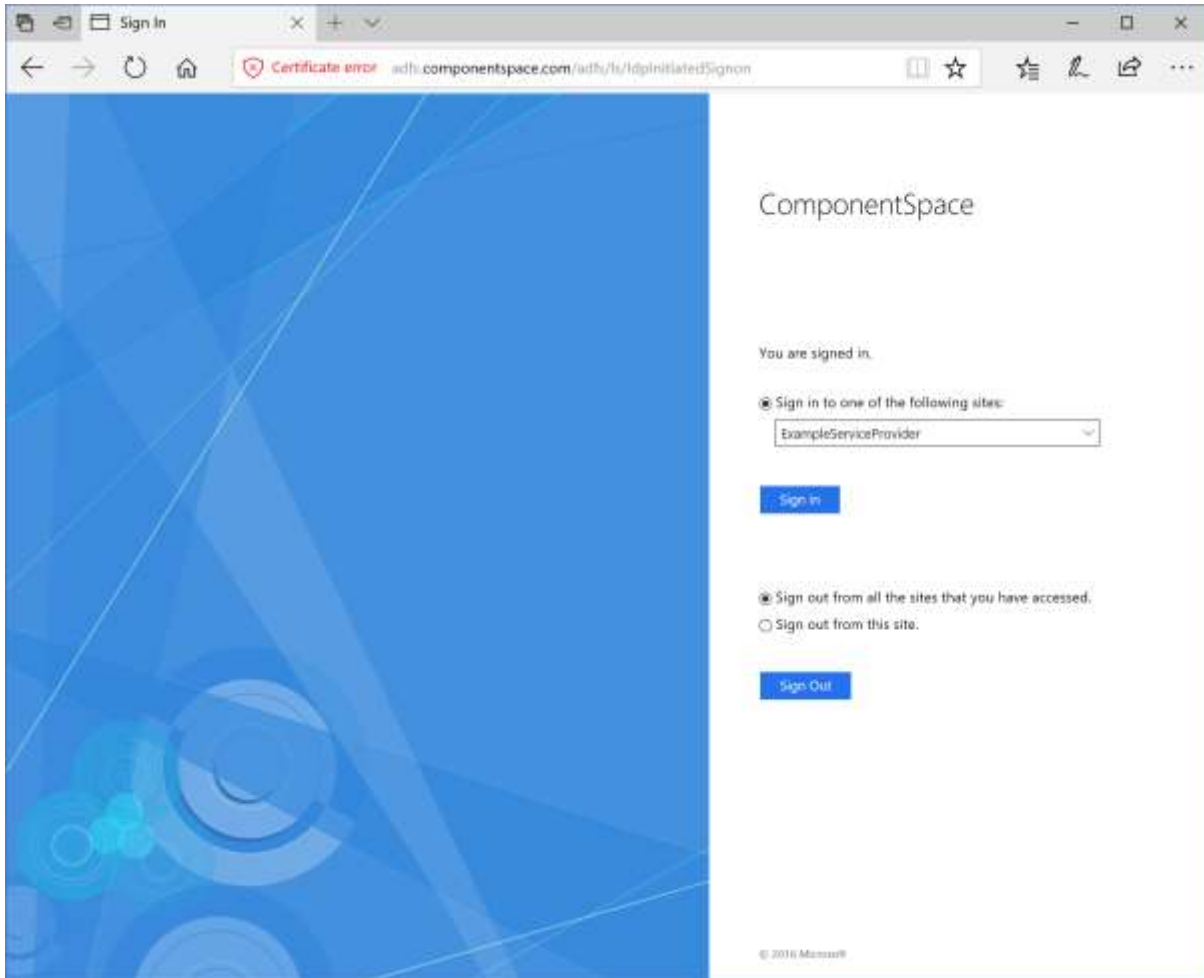 Sign In
Certificate error adfs.componentspace.com/adfs/ls/IdpInitiatedSignon
ComponentSpace
You are signed in.
Sign in to one of the following sites:
ExampleServiceProvider
Sign in
Sign out from all the sites that you have accessed.
Sign out from this site.
Sign Out
© 2016 Microsoft